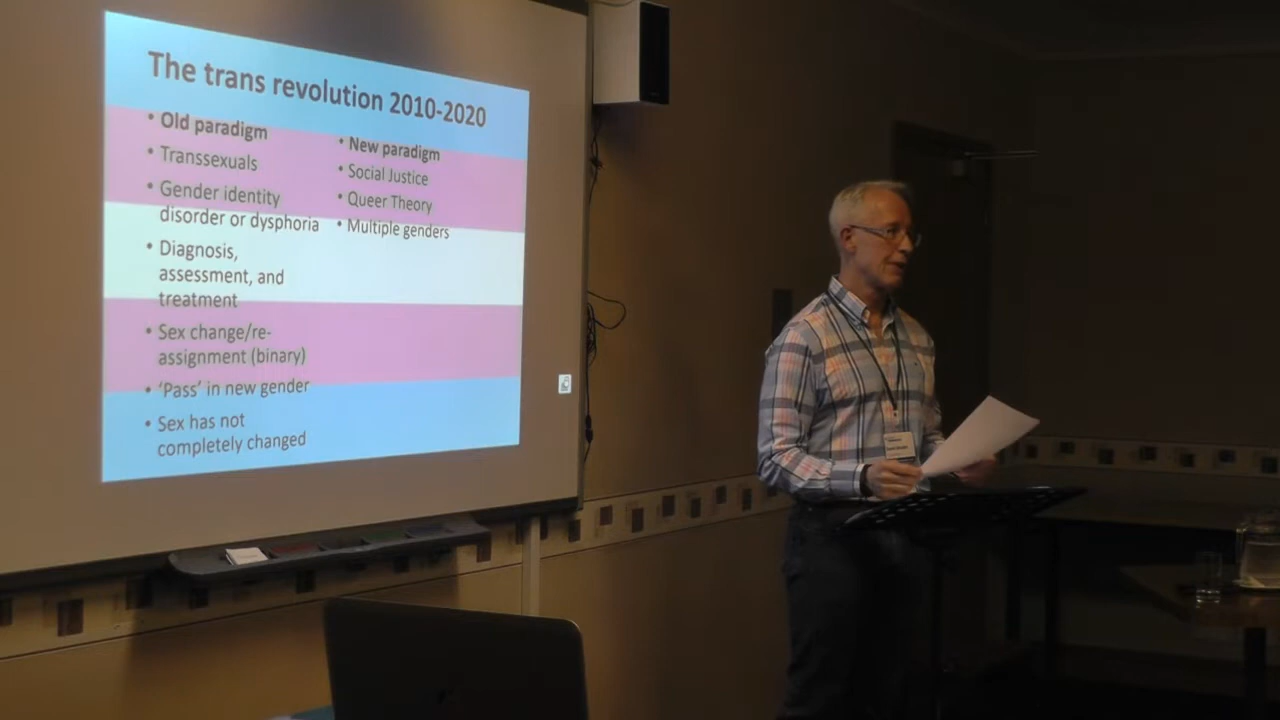 The trans revolution 2010-2020
• Old paradigm
• Transsexuals
• Gender identity
disorder or dysphoria
• Diagnosis,
assessment, and
treatment
• Sex change/re-
assignment (binary)
• ‘Pass’ in new gender
• Sex has not
completely changed
• New paradigm
• Social Justice
• Queer Theory
• Multiple genders